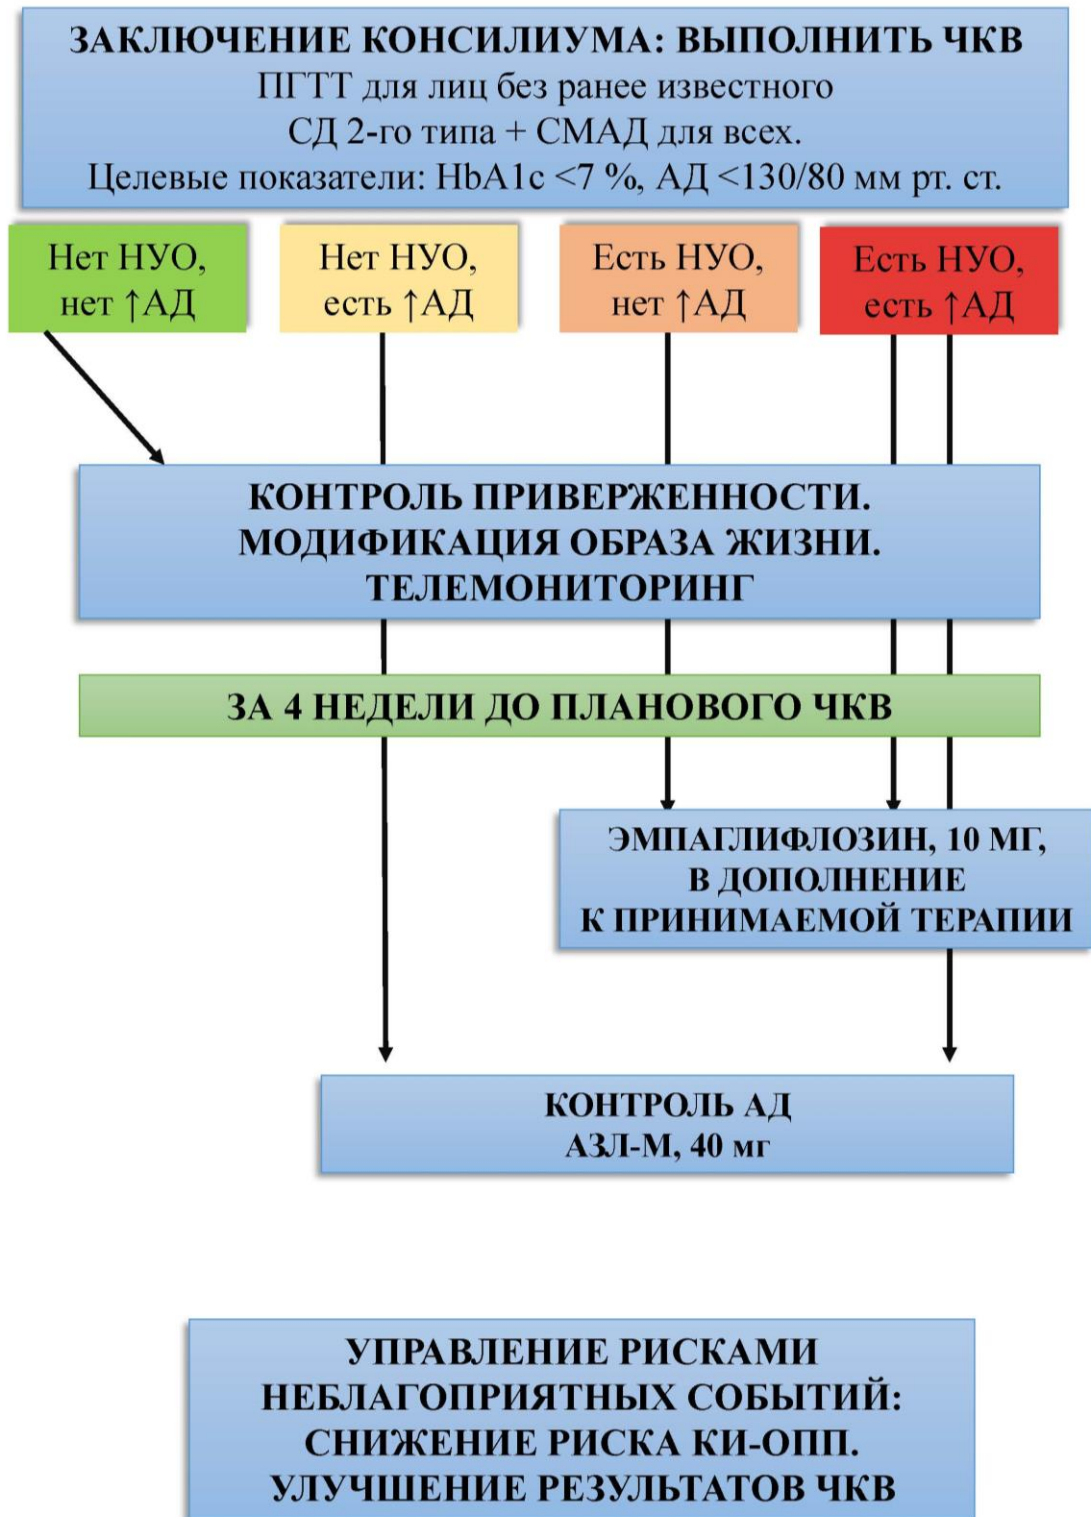 ЗАКЛЮЧЕНИЕ КОНСИЛИУМА: ВЫПОЛНИТЬ ЧКВ
ПГТТ для лиц без ранее известного
СД 2-го типа + СМАД для всех.
Целевые показатели: HbA1c <7 %, АД <130/80 мм рт. ст.
Нет НУО,
нет ↑АД
Нет НУО,
есть ↑АД
Есть НУО,
нет ↑АД
Есть НУО,
есть ↑АД
КОНТРОЛЬ ПРИВЕРЖЕННОСТИ.
МОДИФИКАЦИЯ ОБРАЗА ЖИЗНИ.
ТЕЛЕМОНИТОРИНГ
ЗА 4 НЕДЕЛИ ДО ПЛАНОВОГО ЧКВ
ЭМПАГЛИФЛОЗИН, 10 МГ,
В ДОПОЛНЕНИЕ
К ПРИНИМАЕМОЙ ТЕРАПИИ
КОНТРОЛЬ АД
АЗЛ-М, 40 мг
УПРАВЛЕНИЕ РИСКАМИ
НЕБЛАГОПРИЯТНЫХ СОБЫТИЙ:
СНИЖЕНИЕ РИСКА КИ-ОПП.
УЛУЧШЕНИЕ РЕЗУЛЬТАТОВ ЧКВ